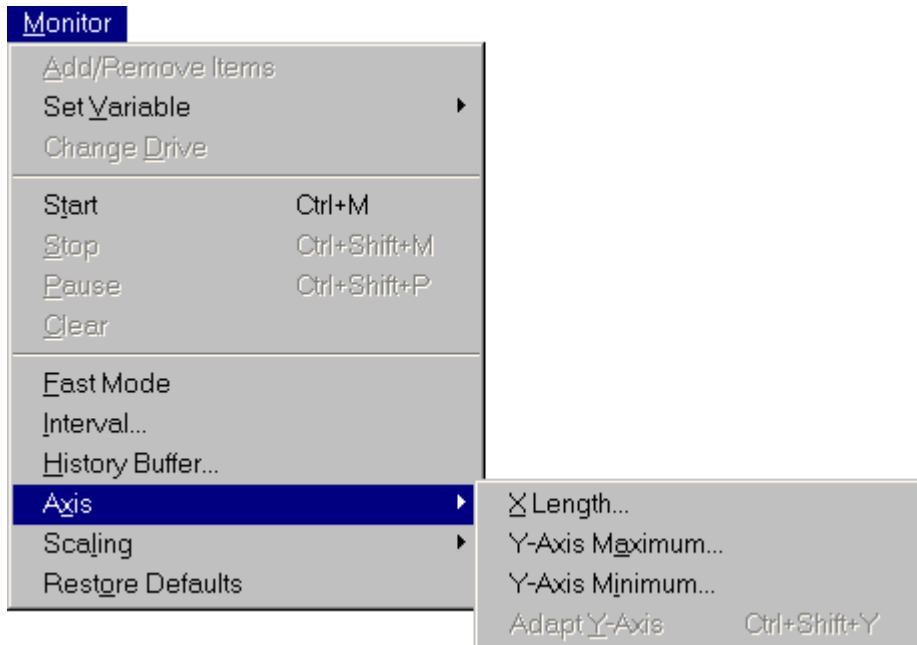 Monitor
Add/Remove Items
Set Variable
Change Drive
Start Ctrl+M
Stop Ctrl+Shift+M
Pause Ctrl+Shift+P
Clear
Fast Mode
Interval...
History Buffer...
Axis
Scaling
Restore Defaults
X Length...
Y-Axis Maximum...
Y-Axis Minimum...
Adapt Y-Axis Ctrl+Shift+Y